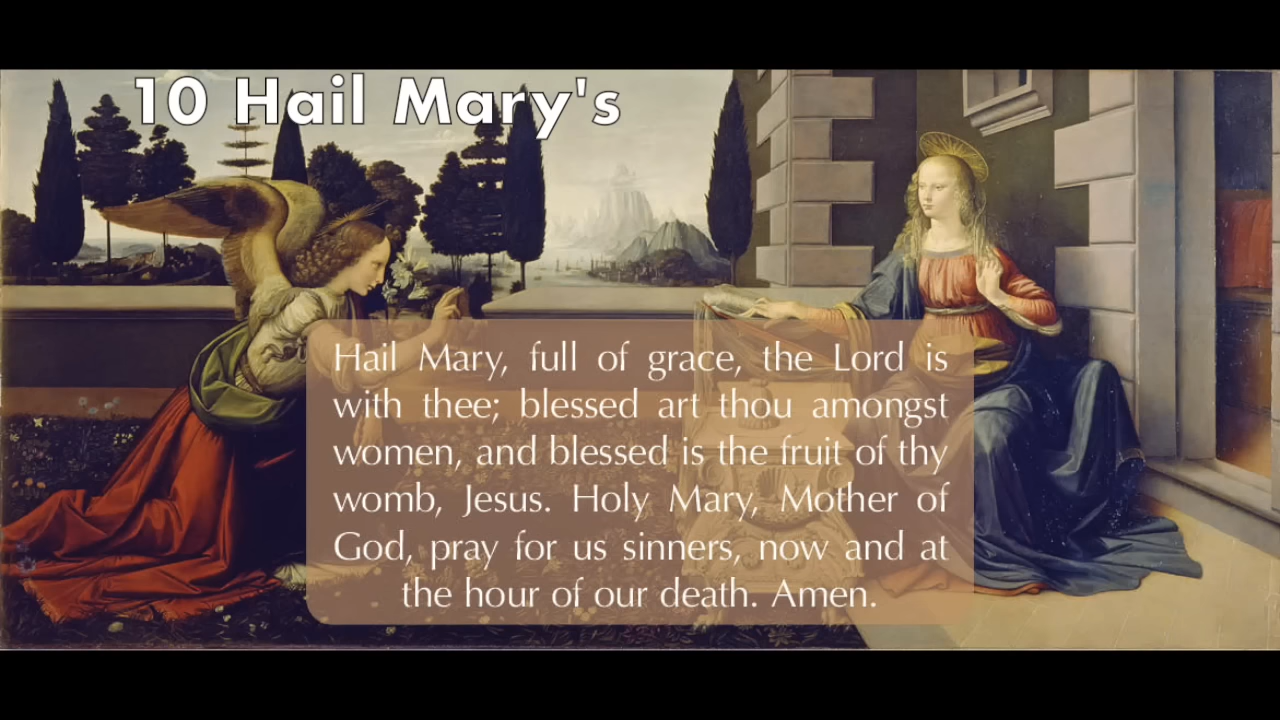 10 Hail Mary's
Hail Mary, full of grace, the Lord is
with thee; blessed art thou amongst
women, and blessed is the fruit of thy
womb, Jesus. Holy Mary, Mother of
God, pray for us sinners, now and at
the hour of our death. Amen.